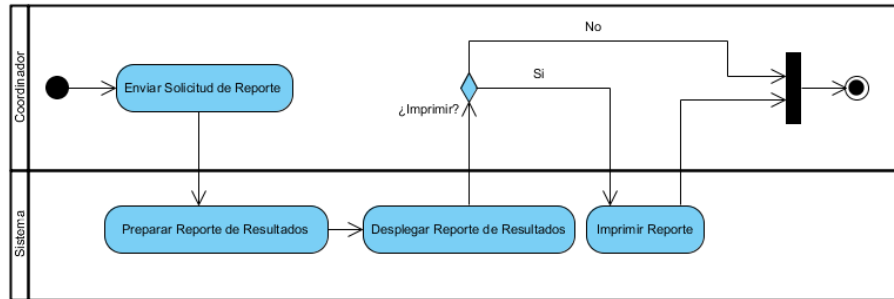 Coordinador
Enviar Solicitud de Reporte
¿Imprimir?
No
Si
Sistema
Preparar Reporte de Resultados
Desplegar Reporte de Resultados
Imprimir Reporte